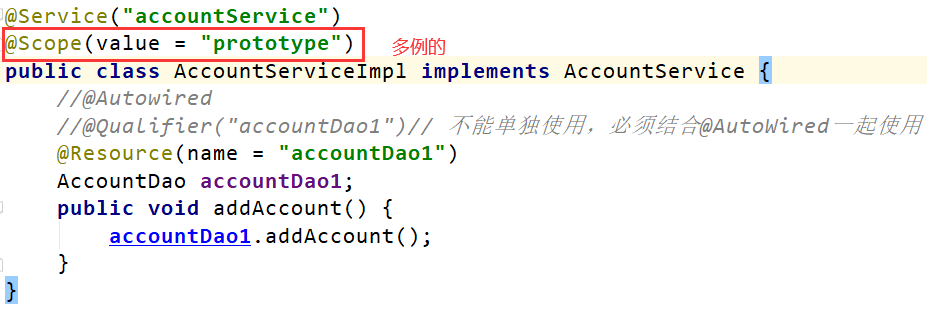 @Service("accountService")
@Scope(value = "prototype") 多例的
public class AccountServiceImpl implements AccountService {
//@Autowired
//@Qualifier("accountDao1")// 不能单独使用，必须结合@AutoWired一起使用
@Resource(name = "accountDao1")
AccountDao accountDao1;
public void addAccount() {
accountDao1.addAccount();
}
}